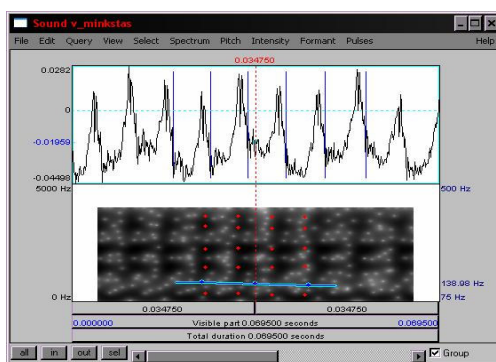 Sound v_minkstas
File Edit Query View Select Spectrum Pitch Intensity Formant Pulses Help
0.034750
0.0282
0
-0.01959
-0.04498
5000 Hz
500 Hz
138.98 Hz
0 Hz
75 Hz
0.034750 0.034750
0.000000 Visible part 0.069500 seconds 0.069500
Total duration 0.069500 seconds
all in out sel Group